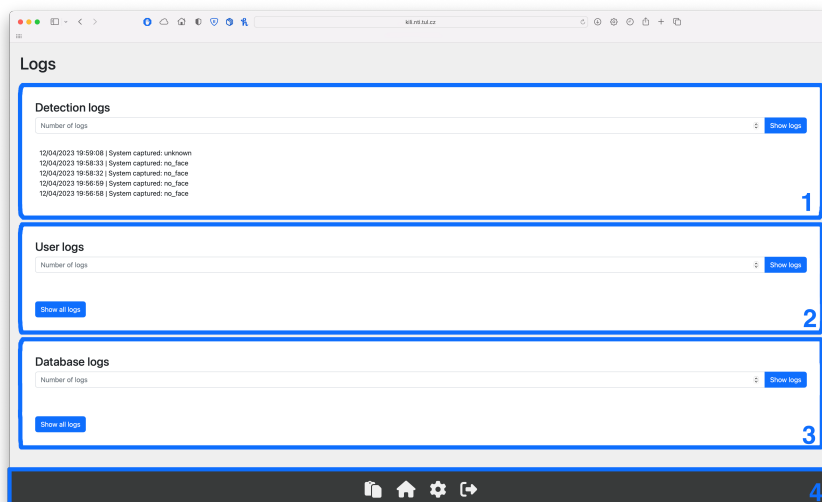 kli.nti.tul.cz
Logs
Detection logs
Number of logs
Show logs
12/04/2023 19:59:08 | System captured: unknown
12/04/2023 19:58:33 | System captured: no_face
12/04/2023 19:58:32 | System captured: no_face
12/04/2023 19:56:59 | System captured: no_face
12/04/2023 19:56:58 | System captured: no_face
1
User logs
Number of logs
Show logs
Show all logs
2
Database logs
Number of logs
Show logs
Show all logs
3
4